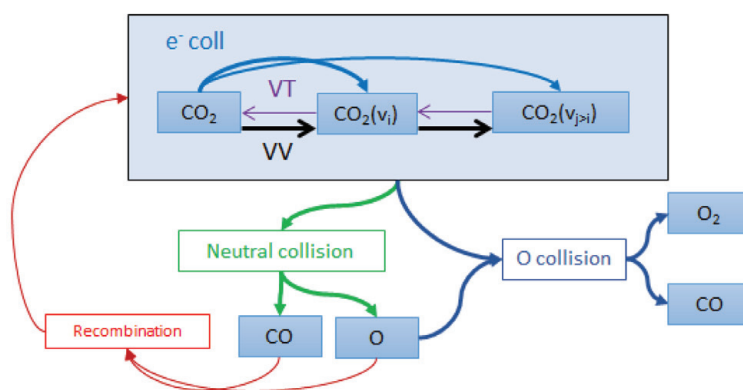 e⁻ coll
VT
CO₂ CO₂(vᵢ) CO₂(vⱼ>ᵢ)
VV
O₂
Neutral collision O collision
CO
Recombination CO O